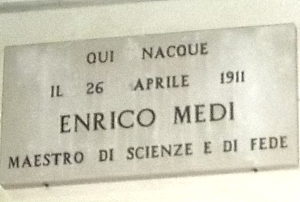 QUI NACQUE
IL 26 APRILE 1911
ENRICO MEDI
MAESTRO DI SCIENZE E DI FEDE